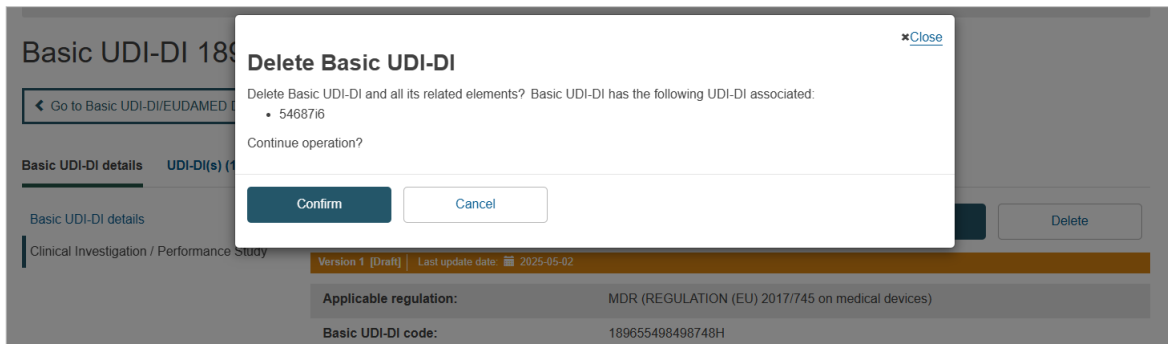 ×Close
Basic UDI-DI 189
Delete Basic UDI-DI
Delete Basic UDI-DI and all its related elements? Basic UDI-DI has the following UDI-DI associated:
Go to Basic UDI-DI/EUDAMED
• 54687i6
Continue operation?
Basic UDI-DI details UDI-DI(s) (1
Confirm Cancel
Basic UDI-DI details
Delete
Clinical Investigation / Performance Study
Version 1 [Draft] | Last update date: 2025-05-02
Applicable regulation: MDR (REGULATION (EU) 2017/745 on medical devices)
Basic UDI-DI code: 189655498498748H